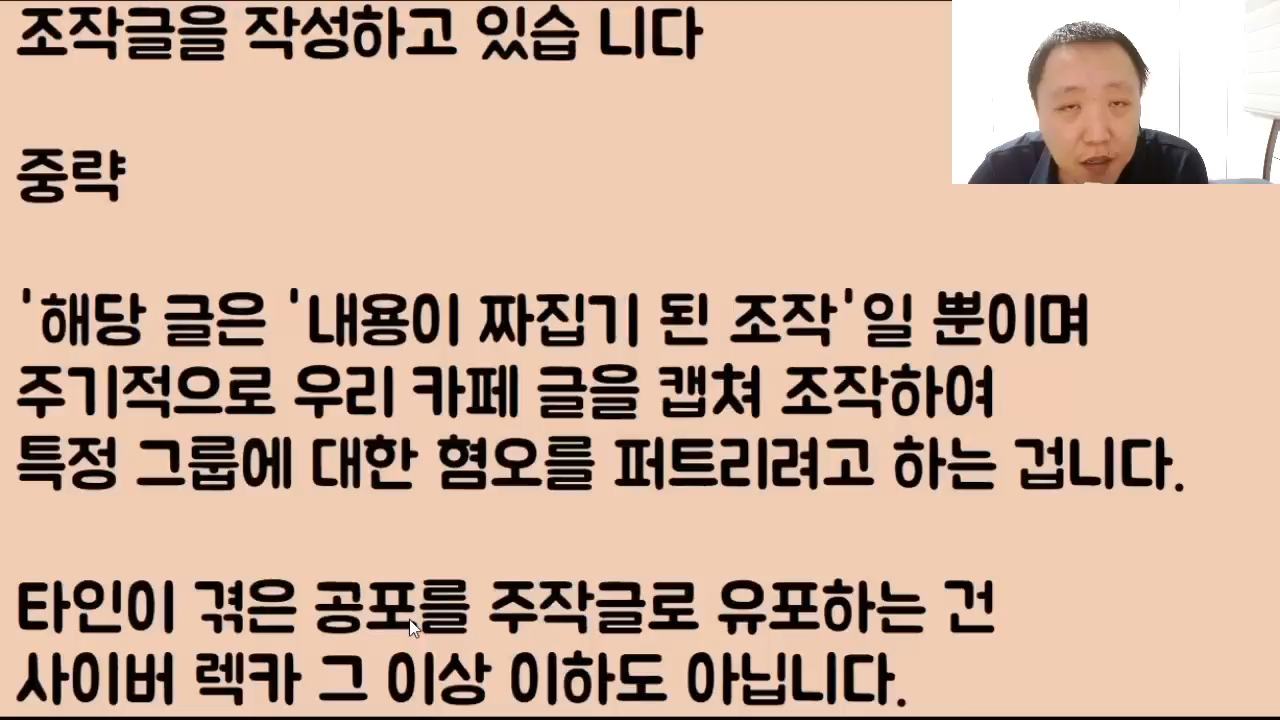 조작글을 작성하고 있습 니다
중략
'해당 글은 '내용이 짜집기 된 조작'일 뿐이며
주기적으로 우리 카페 글을 캡쳐 조작하여
특정 그룹에 대한 혐오를 퍼트리려고 하는 겁니다.
타인이 겪은 공포를 주작글로 유포하는 건
사이버 렉카 그 이상 이하도 아닙니다.